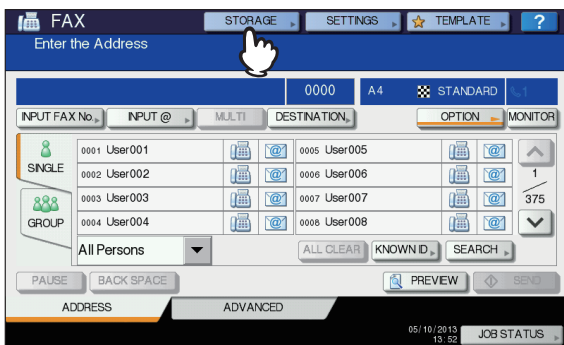 FAX STORAGE SETTINGS TEMPLATE ?
Enter the Address
0000 A4 STANDARD 1
INPUT FAX No. INPUT @ MULTI DESTINATION OPTION MONITOR
SINGLE
0001 User001 @ 0005 User005 @
0002 User002 @ 0006 User006 @
1
0003 User003 @ 0007 User007 @
375
GROUP
0004 User004 @ 0008 User008 @
All Persons ALL CLEAR KNOWN ID SEARCH
PAUSE BACK SPACE PREVIEW SEND
ADDRESS ADVANCED
05/10/2013
13:52
JOB STATUS